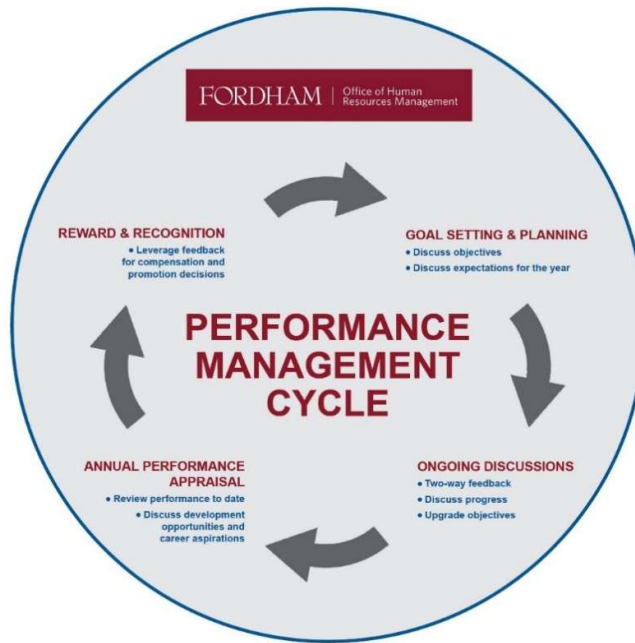 FORDHAM
Office of Human
Resources Management
REWARD & RECOGNITION
• Leverage feedback
for compensation and
promotion decisions
GOAL SETTING & PLANNING
• Discuss objectives
• Discuss expectations for the year
PERFORMANCE
MANAGEMENT
CYCLE
ANNUAL PERFORMANCE
APPRAISAL
• Review performance to date
• Discuss development
opportunities and
career aspirations
ONGOING DISCUSSIONS
• Two-way feedback
• Discuss progress
• Upgrade objectives